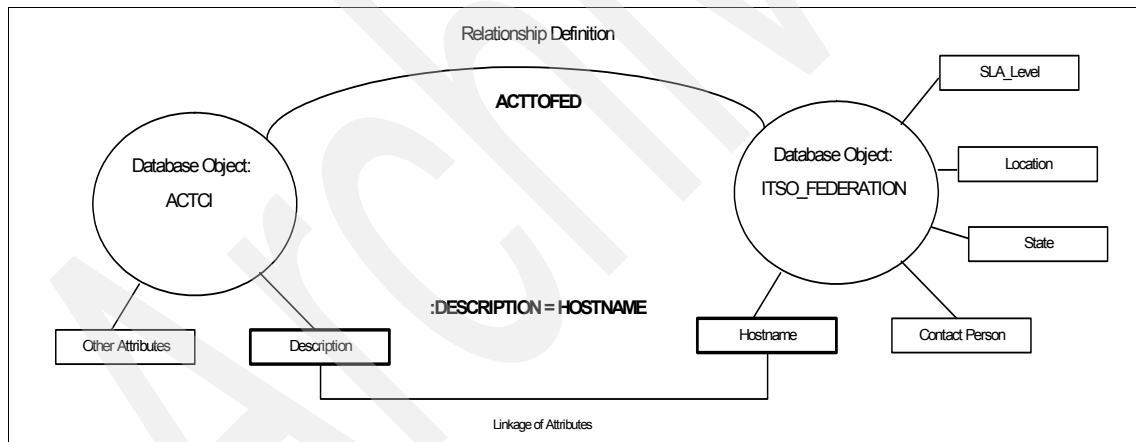 Relationship Definition
ACTTOFED
SLA_Level
Database Object:
ACTCI
Database Object:
ITSO_FEDERATION
Location
State
:DESCRIPTION = HOSTNAME
Other Attributes
Description
Hostname
Contact Person
Linkage of Attributes